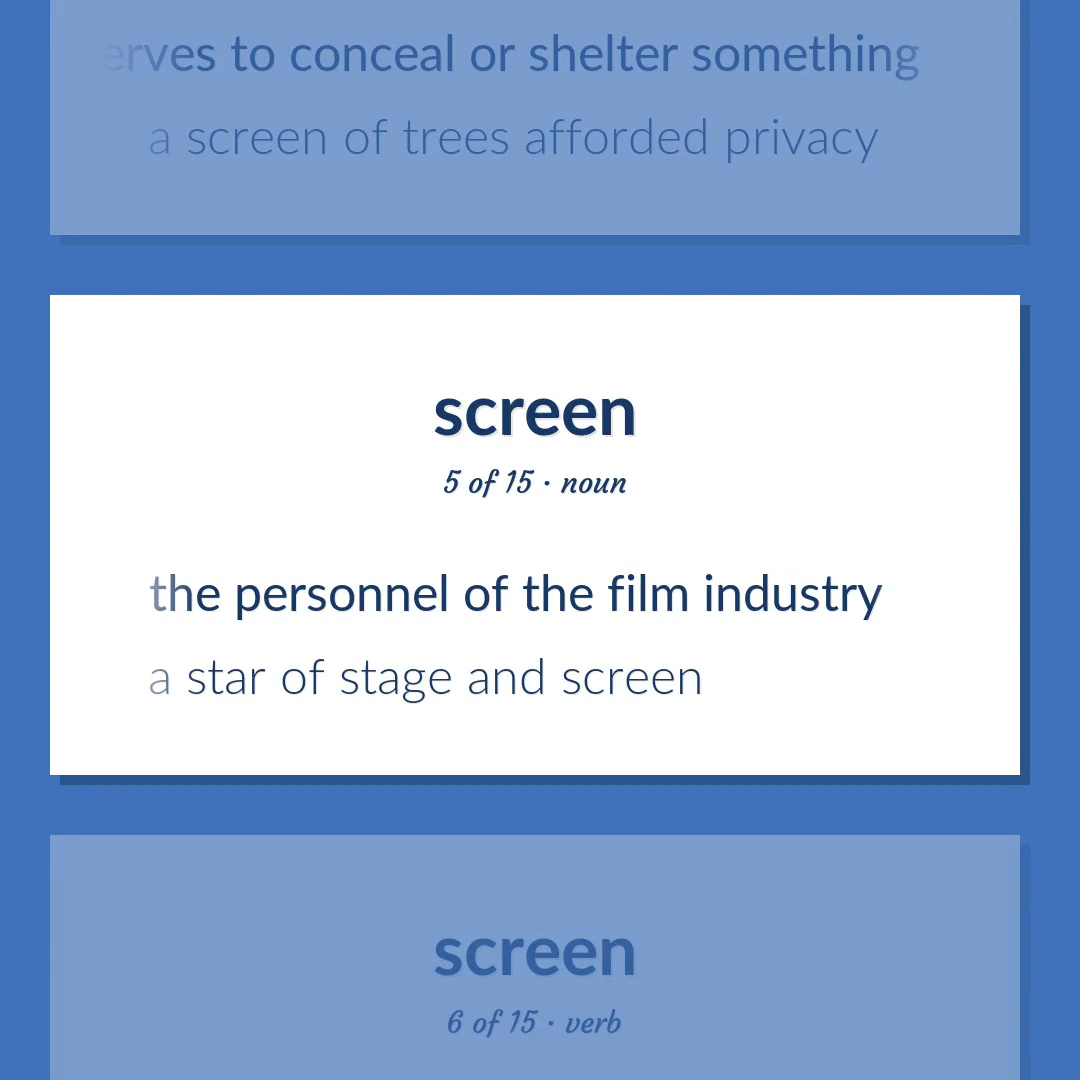 erves to conceal or shelter something
a screen of trees afforded privacy
screen
5 of 15 · noun
the personnel of the film industry
a star of stage and screen
screen
6 of 15 · verb